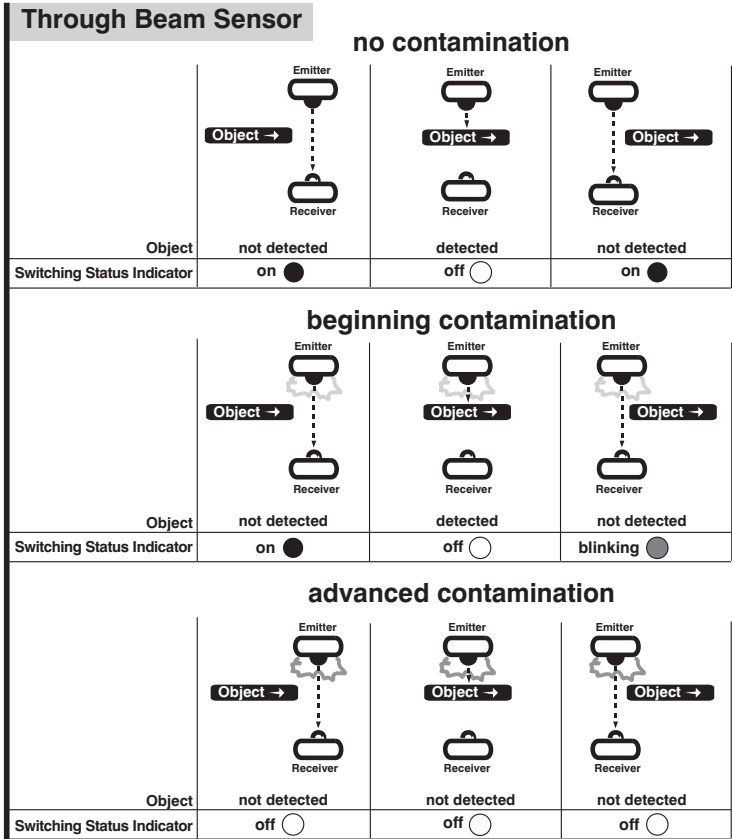 Through Beam Sensor
no contamination
Emitter Emitter Emitter
Object → Object → Object →
Receiver Receiver Receiver
Object not detected detected not detected
Switching Status Indicator on off on
beginning contamination
Emitter Emitter Emitter
Object → Object → Object →
Receiver Receiver Receiver
Object not detected detected not detected
Switching Status Indicator on off blinking
advanced contamination
Emitter Emitter Emitter
Object → Object → Object →
Receiver Receiver Receiver
Object not detected not detected not detected
Switching Status Indicator off off off